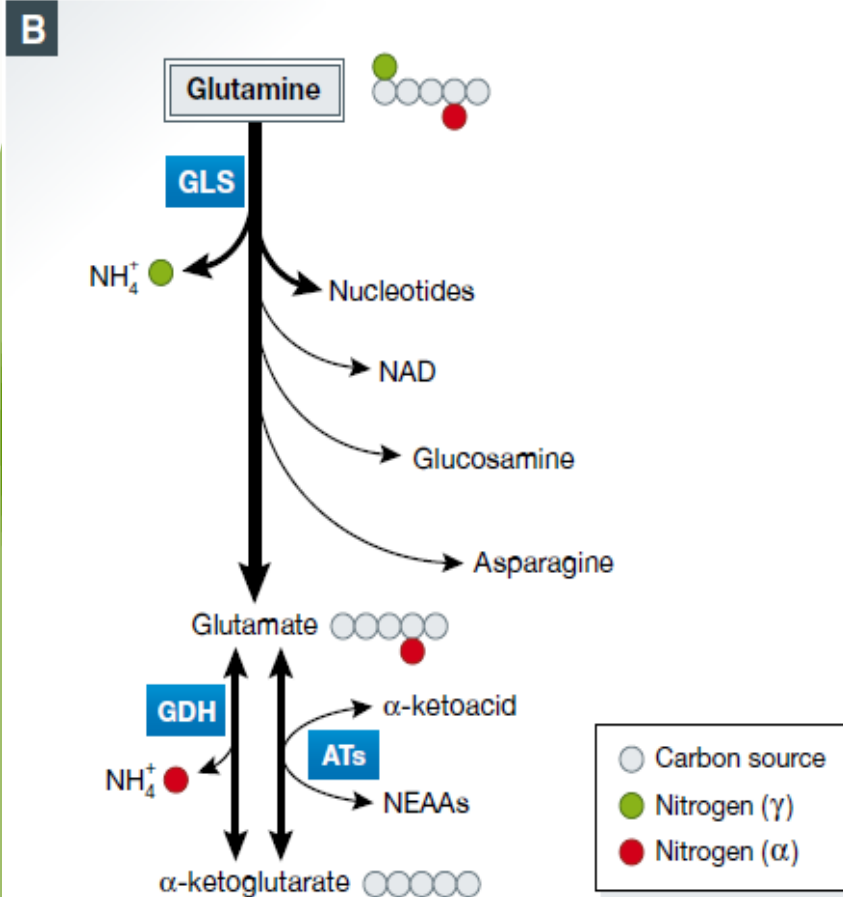 B
Glutamine
GLS
NH₄⁺
Nucleotides
NAD
Glucosamine
Asparagine
Glutamate
GDH
α-ketoacid
ATs
NH₄⁺
NEAAs
α-ketoglutarate
Carbon source
Nitrogen (γ)
Nitrogen (α)